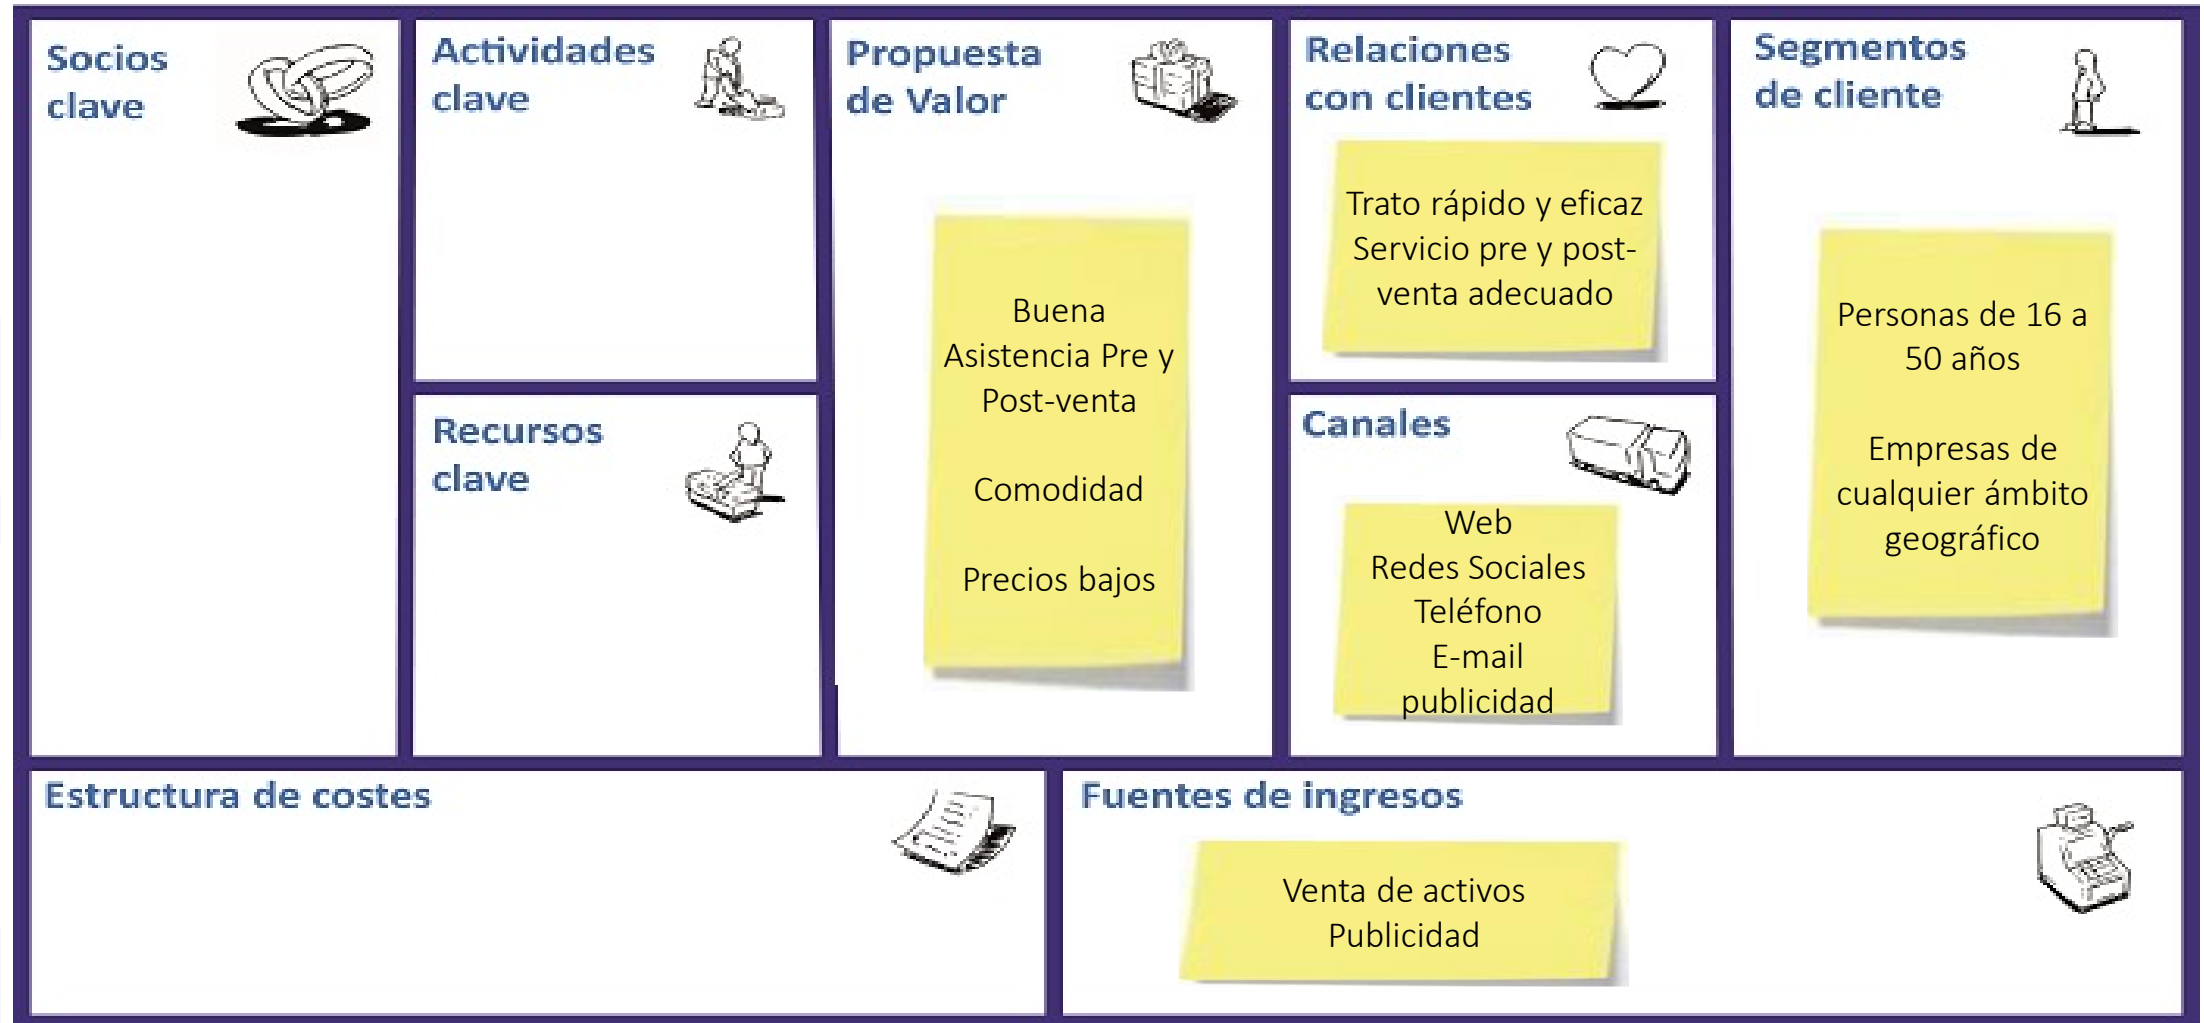 Socios
clave
Actividades
clave
Recursos
clave
Propuesta
de Valor
Buena
Asistencia Pre y
Post-venta
Comodidad
Precios bajos
Relaciones
con clientes
Trato rápido y eficaz
Servicio pre y post-
venta adecuado
Canales
Web
Redes Sociales
Teléfono
E-mail
publicidad
Segmentos
de cliente
Personas de 16 a
50 años
Empresas de
cualquier ámbito
geográfico
Estructura de costes
Fuentes de ingresos
Venta de activos
Publicidad